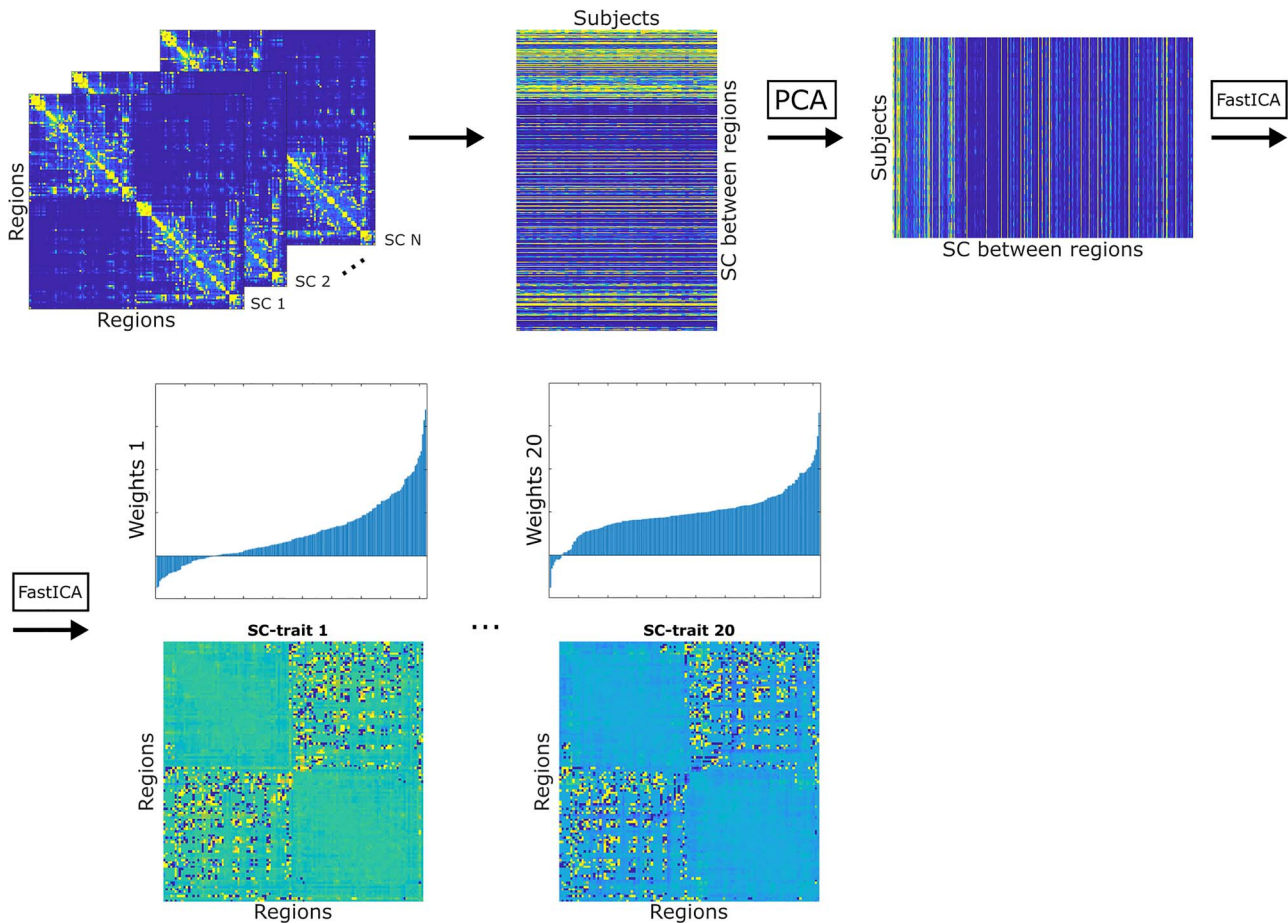 Subjects
Regions
SC between regions
PCA
Subjects
FastICA
SC N
SC 2
...
SC 1
Regions
SC between regions
Weights 1
Weights 20
FastICA
SC-trait 1
...
SC-trait 20
Regions
Regions
Regions
Regions